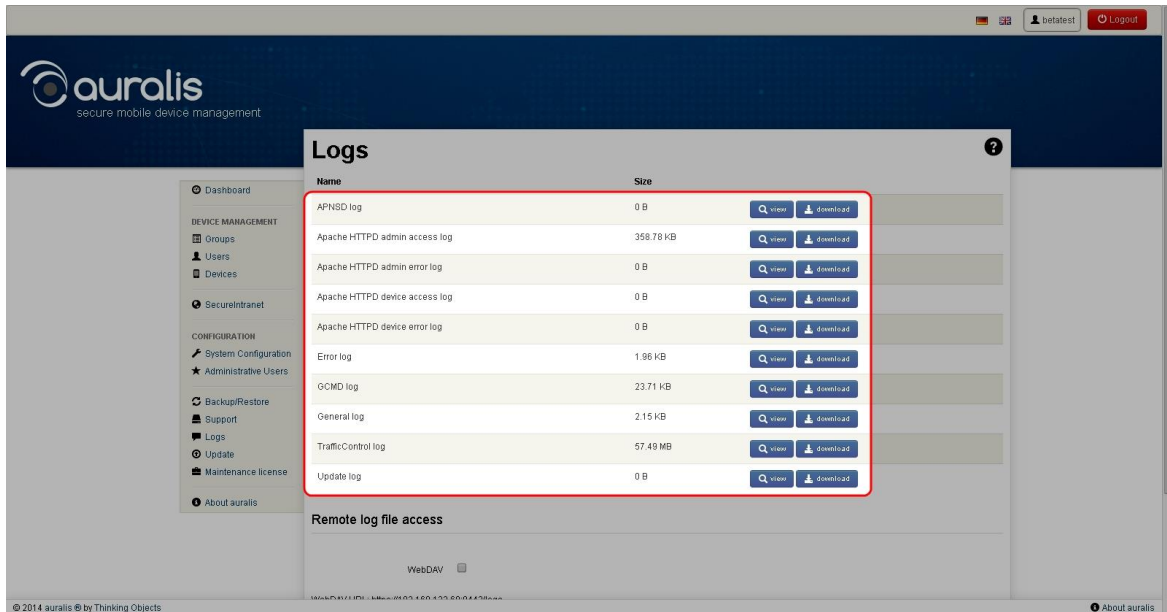 betatest
Logout
auralis
secure mobile device management
Dashboard
DEVICE MANAGEMENT
Groups
Users
Devices
SecureIntranet
CONFIGURATION
System Configuration
Administrative Users
Backup/Restore
Support
Logs
Update
Maintenance license
About auralis
Logs
Name Size
APNSD log 0 B view download
Apache HTTPD admin access log 358.78 KB view download
Apache HTTPD admin error log 0 B view download
Apache HTTPD device access log 0 B view download
Apache HTTPD device error log 0 B view download
Error log 1.96 KB view download
GCMD log 23.71 KB view download
General log 2.15 KB view download
TrafficControl log 57.49 MB view download
Update log 0 B view download
Remote log file access
WebDAV
© 2014 auralis ® by Thinking Objects
About auralis